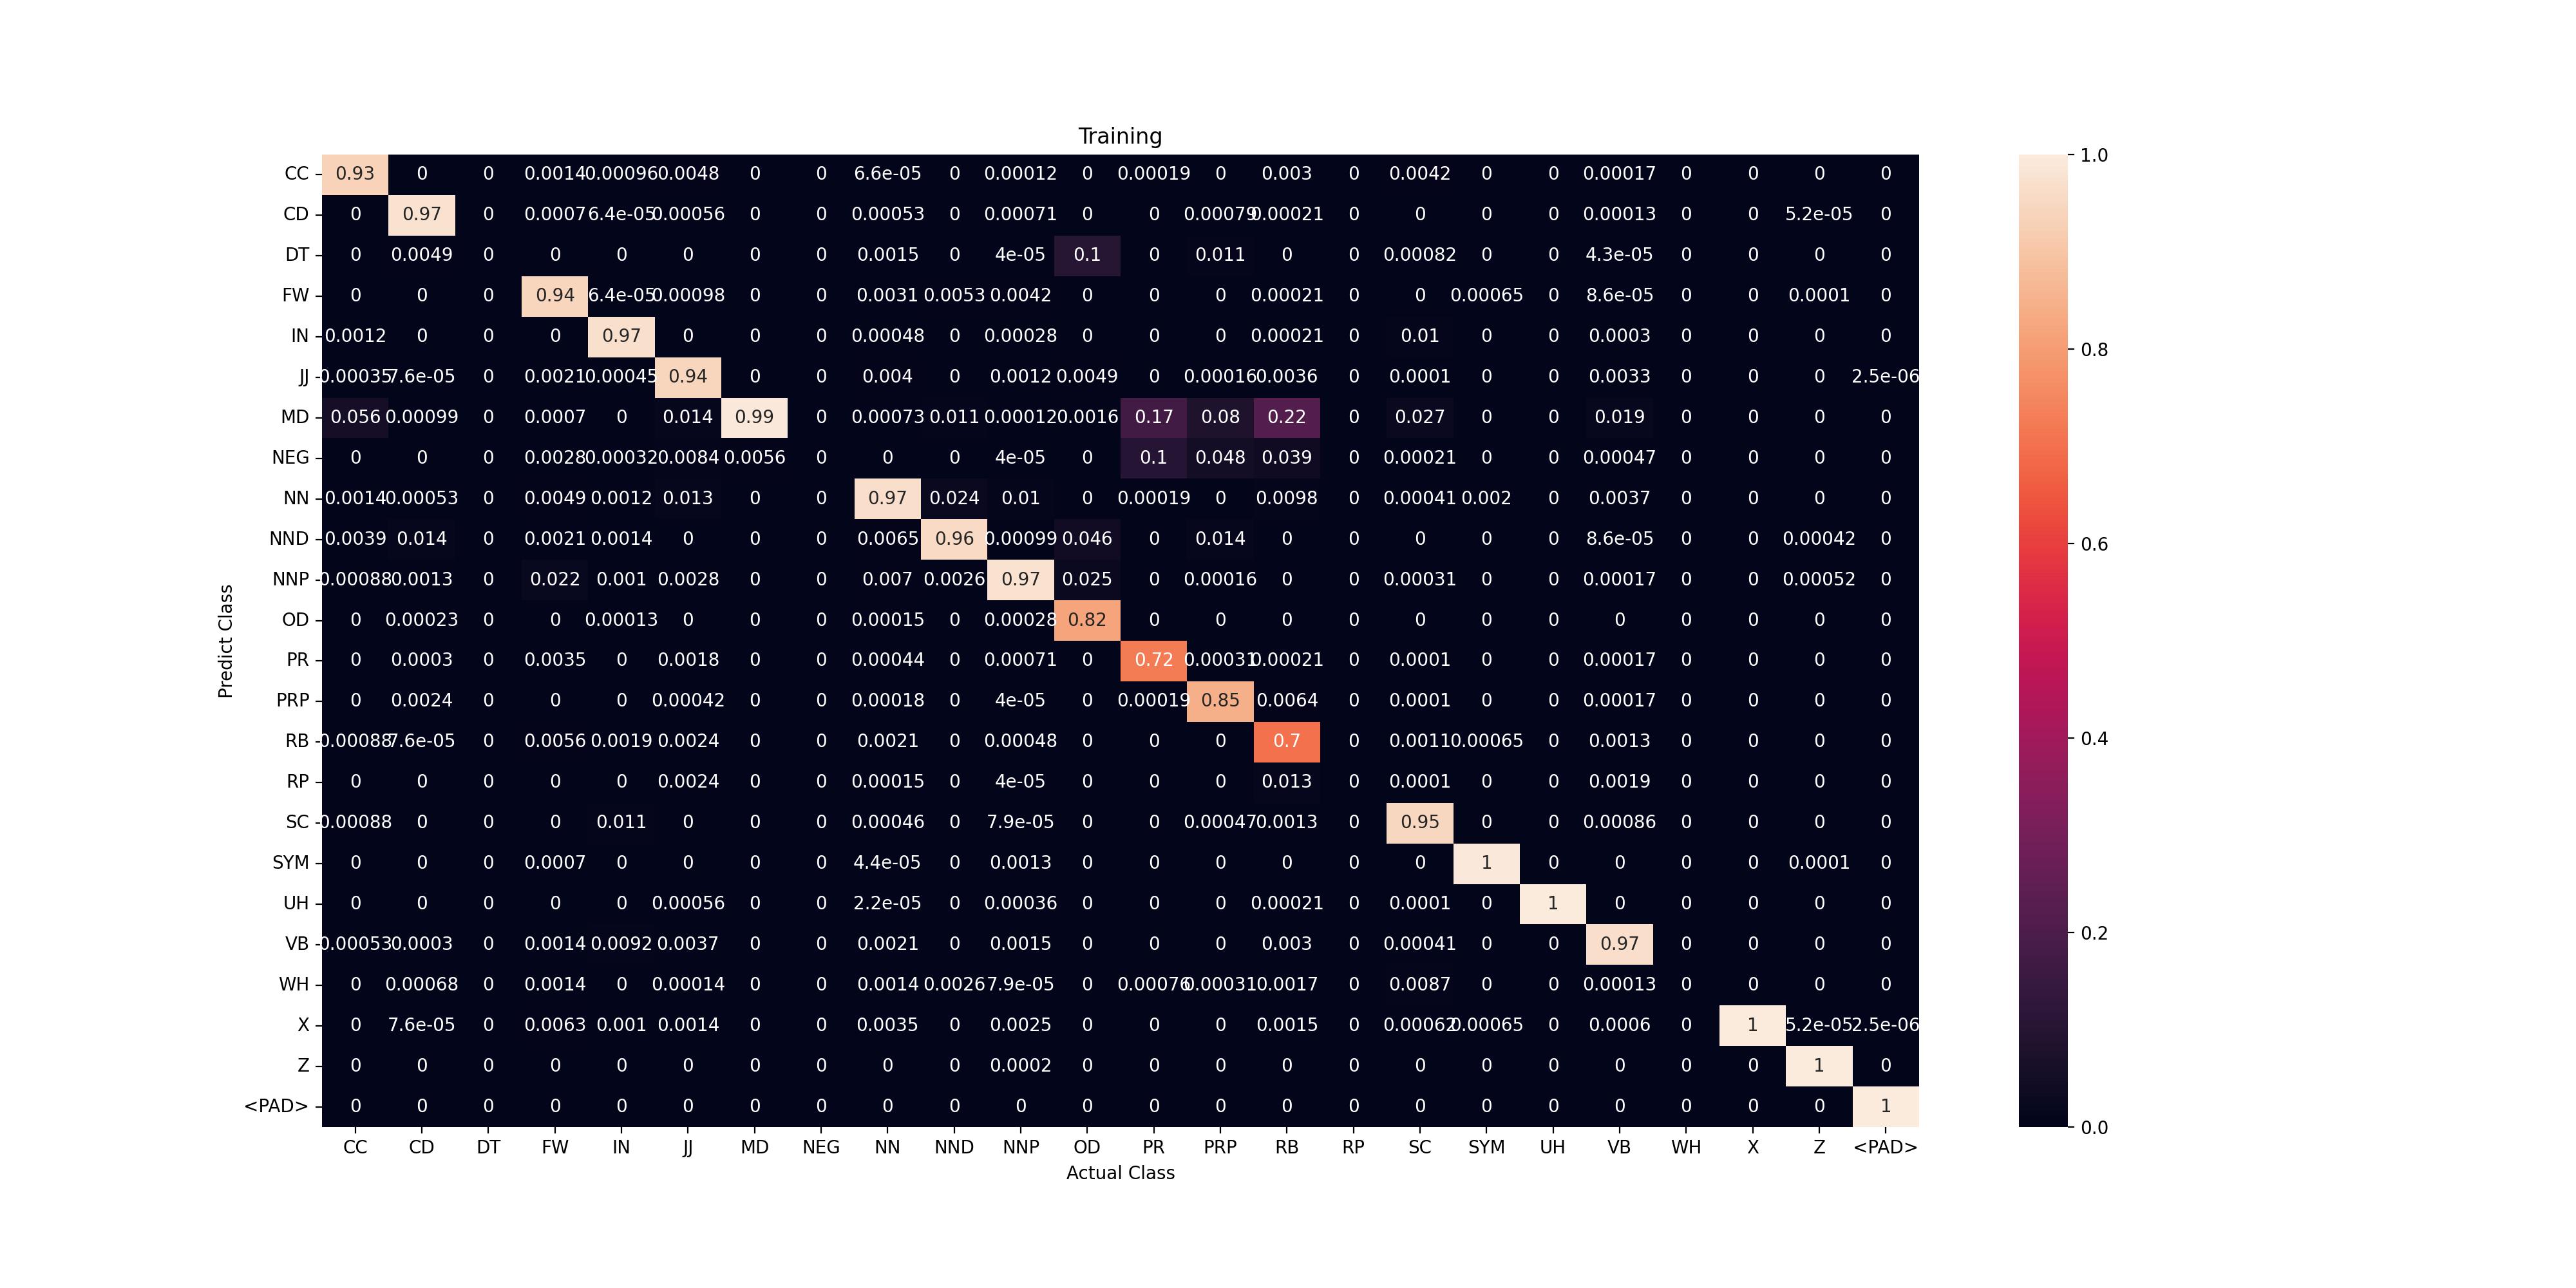 Training
CC 0.93 0 0 0.0014 0.00096 0.0048 0 0 6.6e-05 0 0.00012 0 0.00019 0 0.003 0 0.0042 0 0 0.00017 0 0 0 0
CD 0 0.97 0 0.0007 6.4e-05 0.00056 0 0 0.00053 0 0.00071 0 0 0.00079 0.00021 0 0 0 0 0.00013 0 0 5.2e-05 0
DT 0 0.0049 0 0 0 0 0 0 0.0015 0 4e-05 0.1 0 0.011 0 0 0.00082 0 0 4.3e-05 0 0 0 0
FW 0 0 0 0.94 6.4e-05 0.00098 0 0 0.0031 0.0053 0.0042 0 0 0 0.00021 0 0 0.00065 0 8.6e-05 0 0 0.0001 0
IN 0.0012 0 0 0 0.97 0 0 0 0.00048 0 0.00028 0 0 0 0.00021 0 0.01 0 0 0.0003 0 0 0 0
JJ 0.00035 7.6e-05 0 0.0021 0.00045 0.94 0 0 0.004 0 0.0012 0.0049 0 0.00016 0.0036 0 0.0001 0 0 0.0033 0 0 0 2.5e-06
MD 0.056 0.00099 0 0.0007 0 0.014 0.99 0 0.00073 0.011 0.00012 0.0016 0.17 0.08 0.22 0 0.027 0 0 0.019 0 0 0 0
NEG 0 0 0 0.0028 0.00032 0.0084 0.0056 0 0 0 4e-05 0 0.1 0.048 0.039 0 0.00021 0 0 0.00047 0 0 0 0
NN 0.0014 0.00053 0 0.0049 0.0012 0.013 0 0 0.97 0.024 0.01 0 0.00019 0 0.0098 0 0.00041 0.002 0 0.0037 0 0 0 0
NND 0.0039 0.014 0 0.0021 0.0014 0 0 0 0.0065 0.96 0.00099 0.046 0 0.014 0 0 0 0 0 8.6e-05 0 0 0.00042 0
NNP 0.00088 0.0013 0 0.022 0.001 0.0028 0 0 0.007 0.0026 0.97 0.025 0 0.00016 0 0 0.00031 0 0 0.00017 0 0 0.00052 0
OD 0 0.00023 0 0 0.00013 0 0 0 0.00015 0 0.00028 0.82 0 0 0 0 0 0 0 0 0 0 0 0
PR 0 0.0003 0 0.0035 0 0.0018 0 0 0.00044 0 0.00071 0 0.72 0.00031 0.00021 0 0.0001 0 0 0.00017 0 0 0 0
PRP 0 0.0024 0 0 0 0.00042 0 0 0.00018 0 4e-05 0 0.00019 0.85 0.0064 0 0.0001 0 0 0.00017 0 0 0 0
RB 0.00088 7.6e-05 0 0.0056 0.0019 0.0024 0 0 0.0021 0 0.00048 0 0 0 0.7 0 0.0011 0.00065 0 0.0013 0 0 0 0
RP 0 0 0 0 0 0.0024 0 0 0.00015 0 4e-05 0 0 0 0.013 0 0.0001 0 0 0.0019 0 0 0 0
SC 0.00088 0 0 0 0.011 0 0 0 0.00046 0 7.9e-05 0 0 0.00047 0.0013 0 0.95 0 0 0.00086 0 0 0 0
SYM 0 0 0 0.0007 0 0 0 0 4.4e-05 0 0.0013 0 0 0 0 0 0 1 0 0 0 0 0.0001 0
UH 0 0 0 0 0 0.00056 0 0 2.2e-05 0 0.00036 0 0 0 0.00021 0 0.0001 0 1 0 0 0 0 0
VB 0.00053 0.0003 0 0.0014 0.0092 0.0037 0 0 0.0021 0 0.0015 0 0 0 0.003 0 0.00041 0 0 0.97 0 0 0 0
WH 0 0.00068 0 0.0014 0 0.00014 0 0 0.0014 0.0026 7.9e-05 0 0.00076 0.00031 0.0017 0 0.0087 0 0 0.00013 0 0 0 0
X 0 7.6e-05 0 0.0063 0.001 0.0014 0 0 0.0035 0 0.0025 0 0 0 0.0015 0 0.00062 0.00065 0 0.0006 0 1 5.2e-05 2.5e-06
Z 0 0 0 0 0 0 0 0 0 0 0.0002 0 0 0 0 0 0 0 0 0 0 0 1 0
<PAD> 0 0 0 0 0 0 0 0 0 0 0 0 0 0 0 0 0 0 0 0 0 0 0 1
CC CD DT FW IN JJ MD NEG NN NND NNP OD PR PRP RB RP SC SYM UH VB WH X Z <PAD>
Actual Class
Predict Class
1.0
0.8
0.6
0.4
0.2
0.0